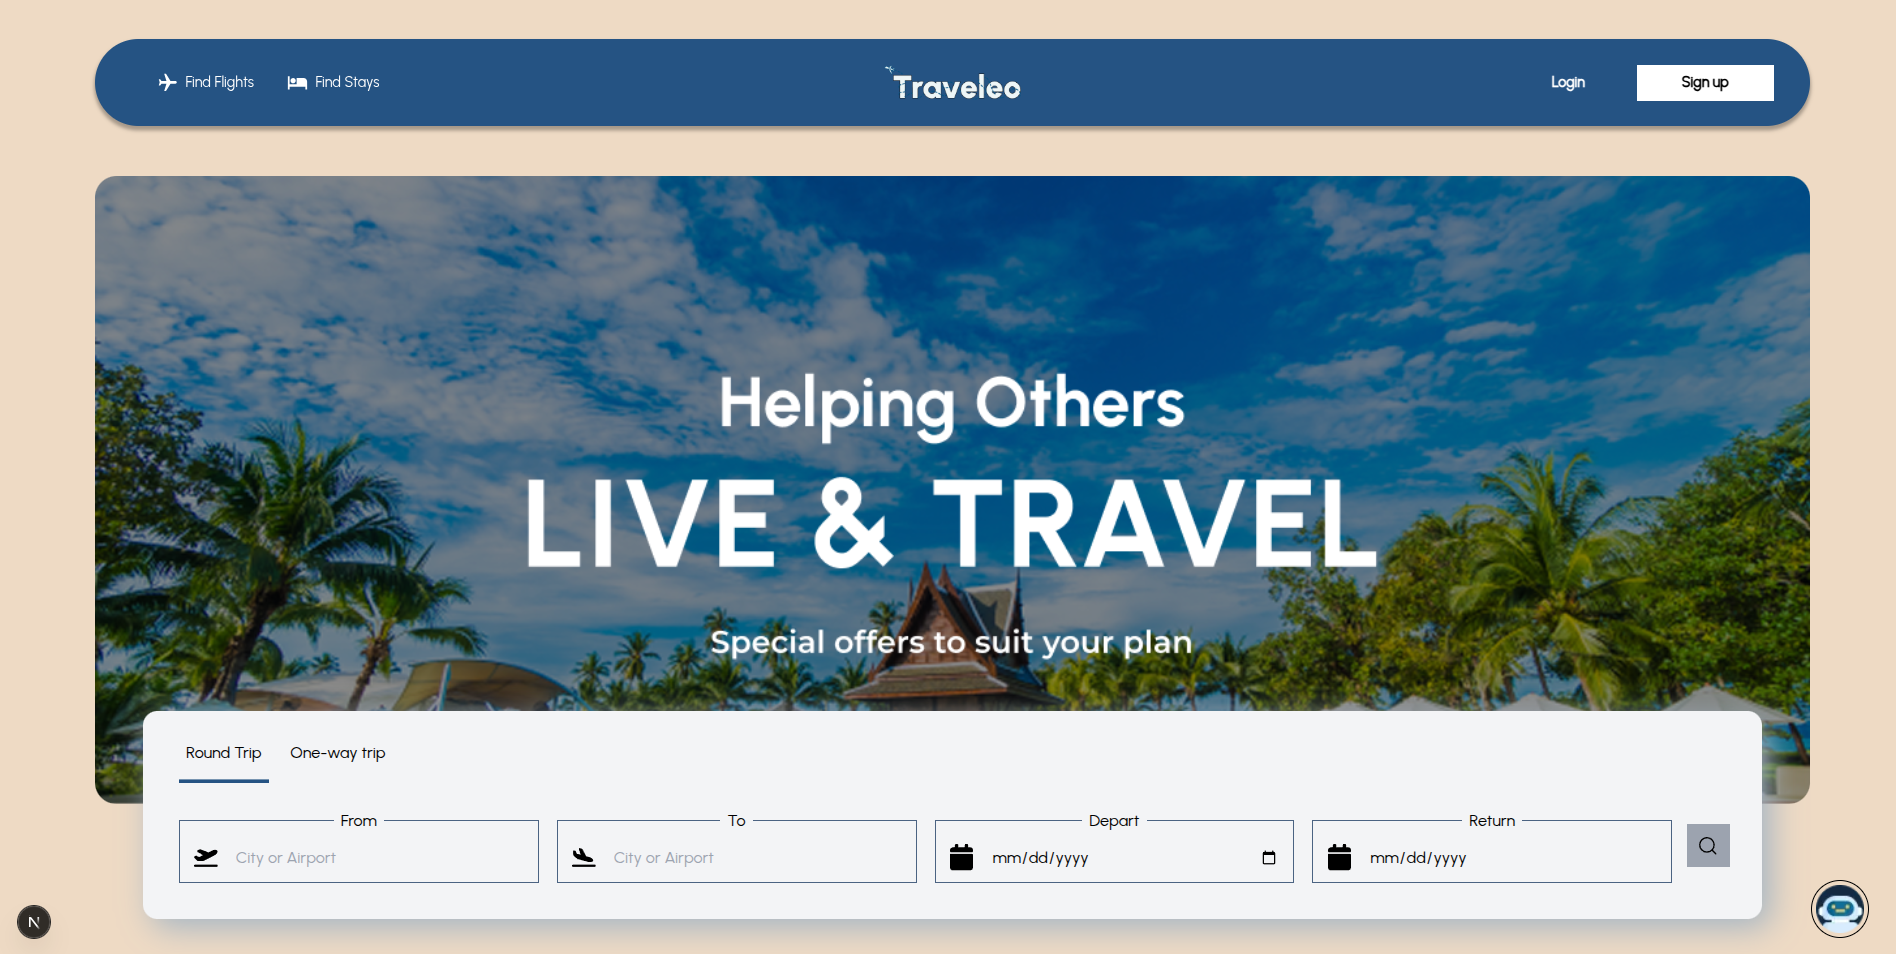 Find Flights
Find Stays
Traveleo
Login
Sign up
Helping Others
LIVE & TRAVEL
Special offers to suit your plan
Round Trip
One-way trip
From
To
Depart
Return
City or Airport
City or Airport
mm/dd/yyyy
mm/dd/yyyy
N